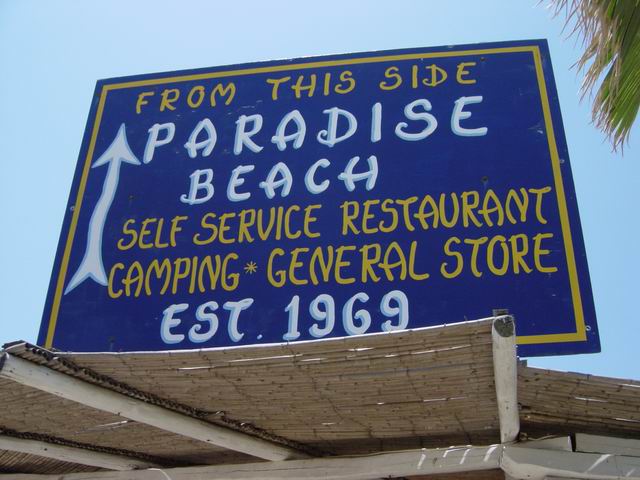 FROM THIS SIDE
PARADISE
BEACH
SELF SERVICE RESTAURANT
CAMPING * GENERAL STORE
EST. 1969